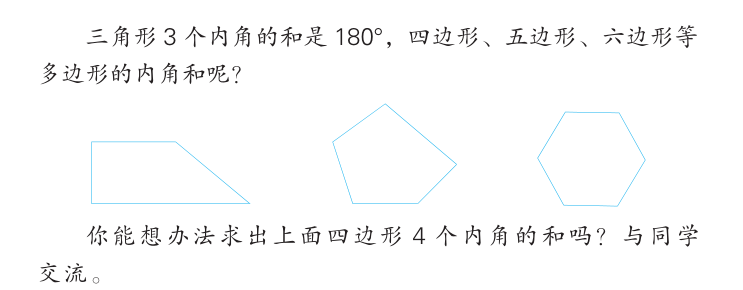 三角形 3 个内角的和是 180°，四边形、五边形、六边形等
多边形的内角和呢？
你能想办法求出上面四边形 4 个内角的和吗？与同学
交流。